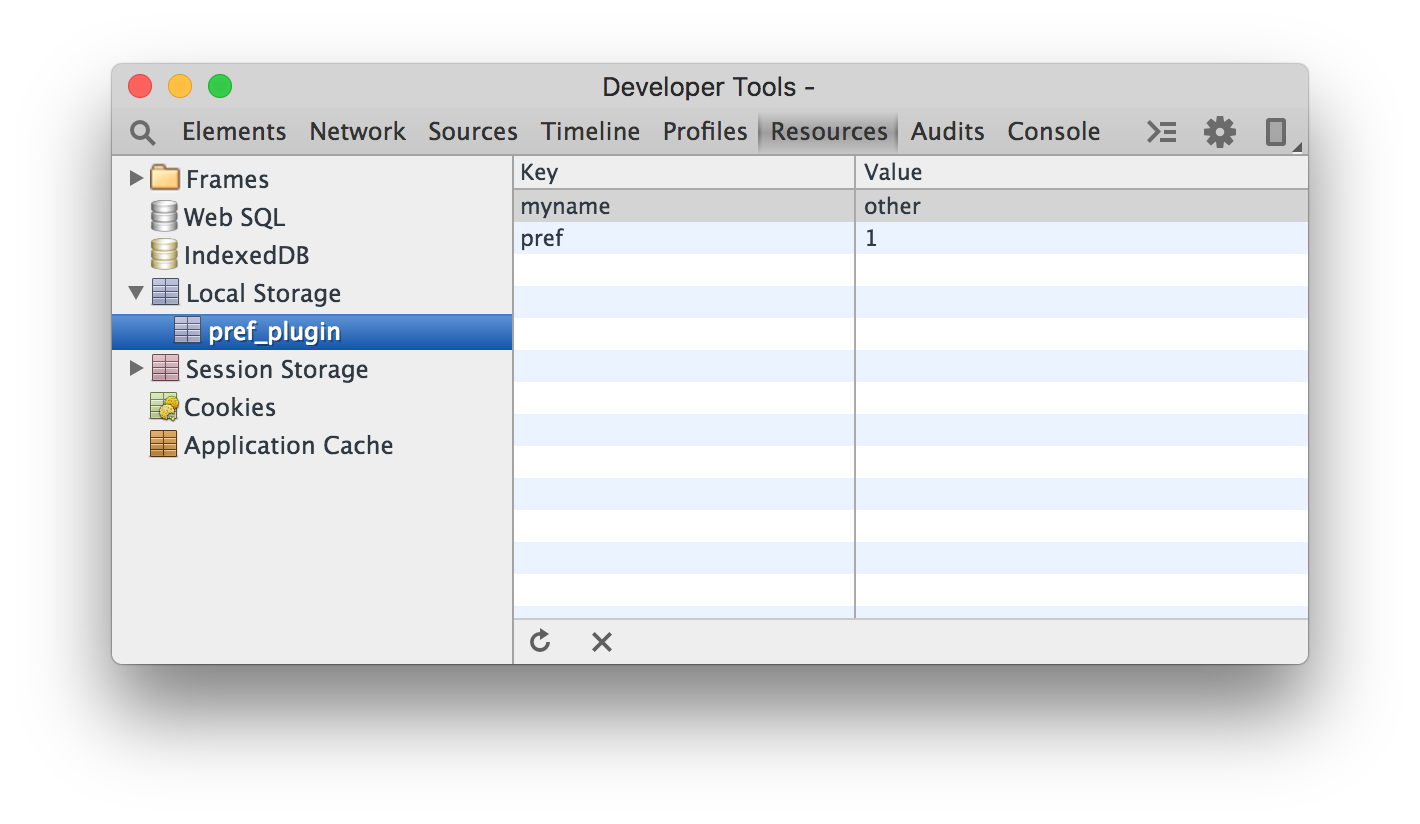 Developer Tools -
Elements Network Sources Timeline Profiles Resources Audits Console
Frames
Web SQL
IndexedDB
Local Storage
pref_plugin
Session Storage
Cookies
Application Cache
Key Value
myname other
pref 1